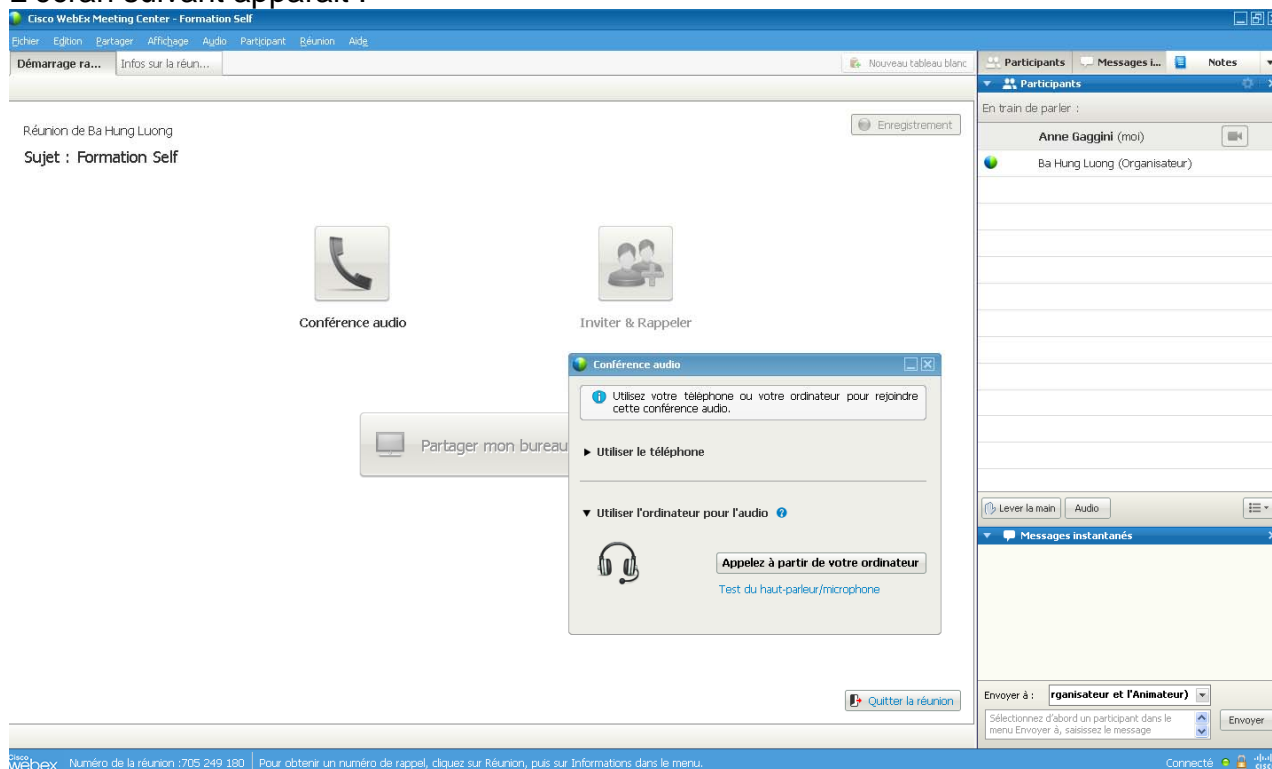 L'écran suivant apparaît :
Cisco WebEx Meeting Center - Formation Self
Fichier Edition Partager Affichage Audio Participant Réunion Aide
Démarrage ra... Infos sur la réun... Nouveau tableau blanc
Participants Messages i... Notes
Participants
En train de parler :
Anne Gaggini (moi)
Ba Hung Luong (Organisateur)
Réunion de Ba Hung Luong
Enregistrement
Sujet : Formation Self
Conférence audio
Inviter & Rappeler
Partager mon bureau
Conférence audio
Utilisez votre téléphone ou votre ordinateur pour rejoindre
cette conférence audio.
Utiliser le téléphone
Utiliser l'ordinateur pour l'audio
Appelez à partir de votre ordinateur
Test du haut-parleur/microphone
Quitter la réunion
Lever la main Audio
Messages instantanés
Envoyer à : rganisateur et l'Animateur)
Sélectionnez d'abord un participant dans le
menu Envoyer à, saisissez le message
Envoyer
Cisco
webex Numéro de la réunion :705 249 180 Pour obtenir un numéro de rappel, cliquez sur Réunion, puis sur Informations dans le menu.
Connecté
cisco